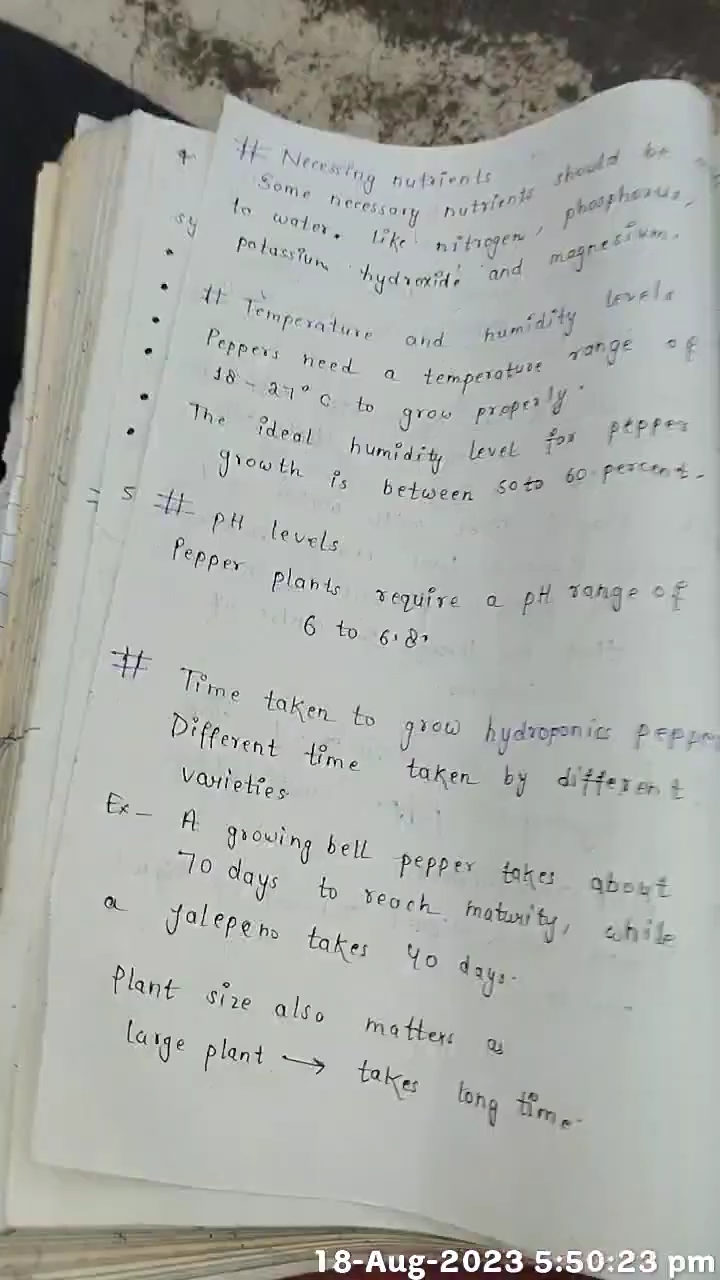 # Necessing nutrients
Some necessary nutrients should be
to water. like nitrogen, phosphorus,
potassium hydroxide and magnesium.
# Temperature and humidity levels
Peppers need a temperature range of
18-27°C to grow properly.
The ideal humidity level for pepper
growth is between 50 to 60 percent.
# pH levels
Pepper plants require a pH range of
6 to 6.8.
# Time taken to grow hydroponics pepper
Different time taken by different
varieties
Ex- A growing bell pepper takes about
70 days to reach maturity, while
a jalepeno takes 40 days.
Plant size also matters as
large plant → takes long time.
18-Aug-2023 5:50:23 pm